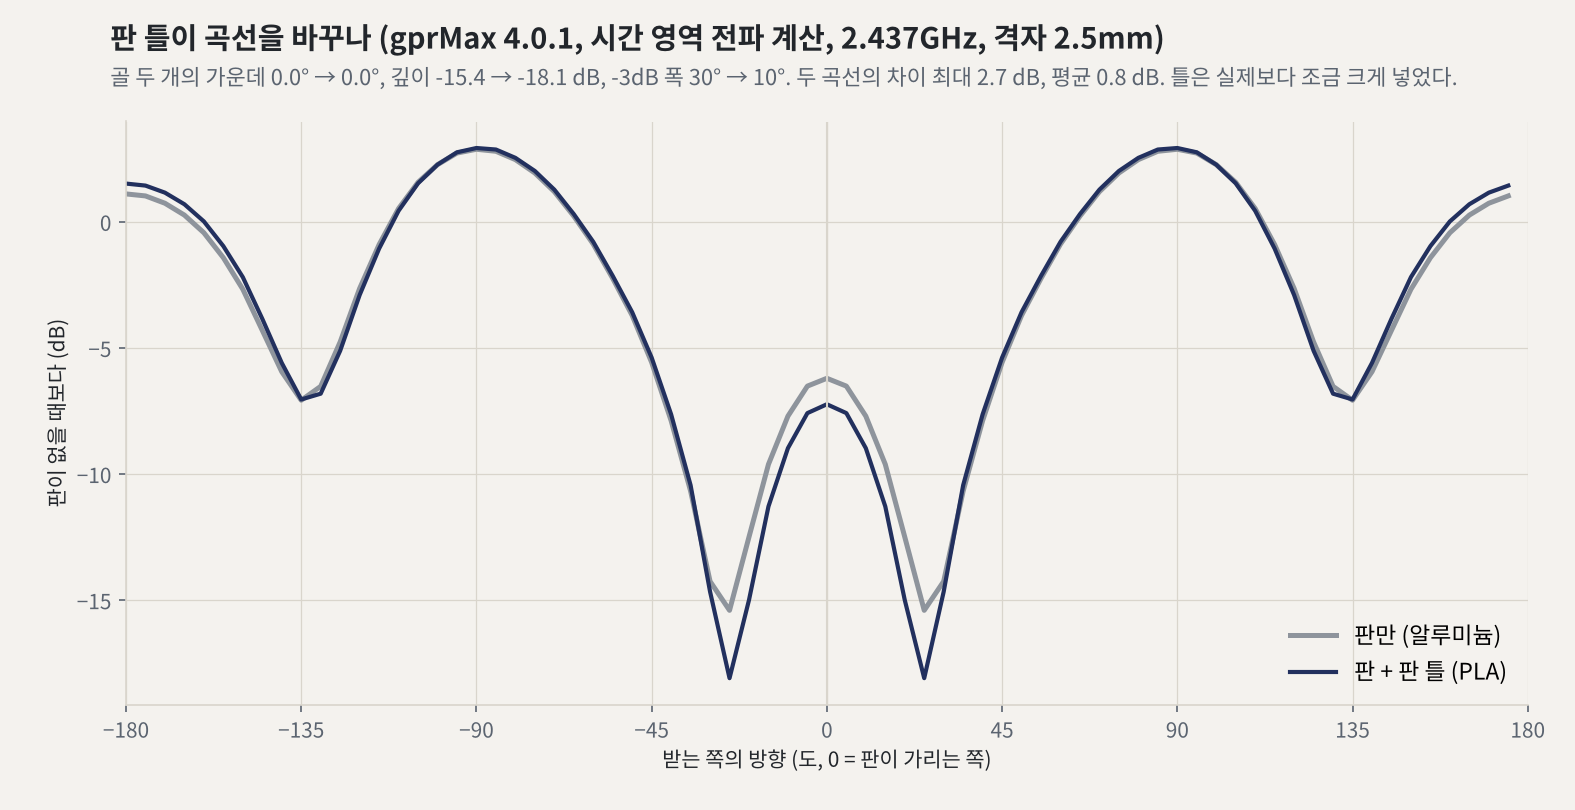 판 틀이 곡선을 바꾸나 (gprMax 4.0.1, 시간 영역 전파 계산, 2.437GHz, 격자 2.5mm)
골 두 개의 가운데 0.0° → 0.0°, 깊이 -15.4 → -18.1 dB, -3dB 폭 30° → 10°. 두 곡선의 차이 최대 2.7 dB, 평균 0.8 dB. 틀은 실제보다 조금 크게 넣었다.
판이 없을 때보다 (dB)
0
−5
−10
−15
판만 (알루미늄)
판 + 판 틀 (PLA)
−180 −135 −90 −45 0 45 90 135 180
받는 쪽의 방향 (도, 0 = 판이 가리는 쪽)